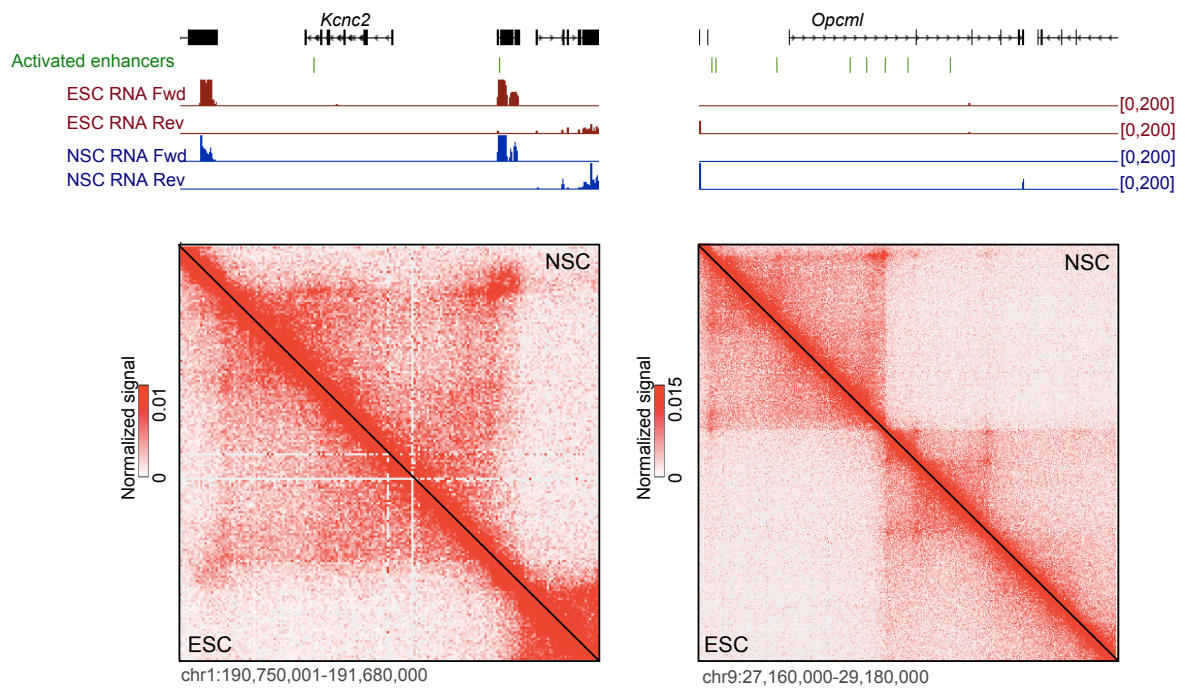 Kcnc2
Opcml
Activated enhancers
ESC RNA Fwd
[0,200]
ESC RNA Rev
[0,200]
NSC RNA Fwd
[0,200]
NSC RNA Rev
[0,200]
NSC
NSC
Normalized signal
0 0.01
Normalized signal
0 0.015
ESC
ESC
chr1:190,750,001-191,680,000
chr9:27,160,000-29,180,000